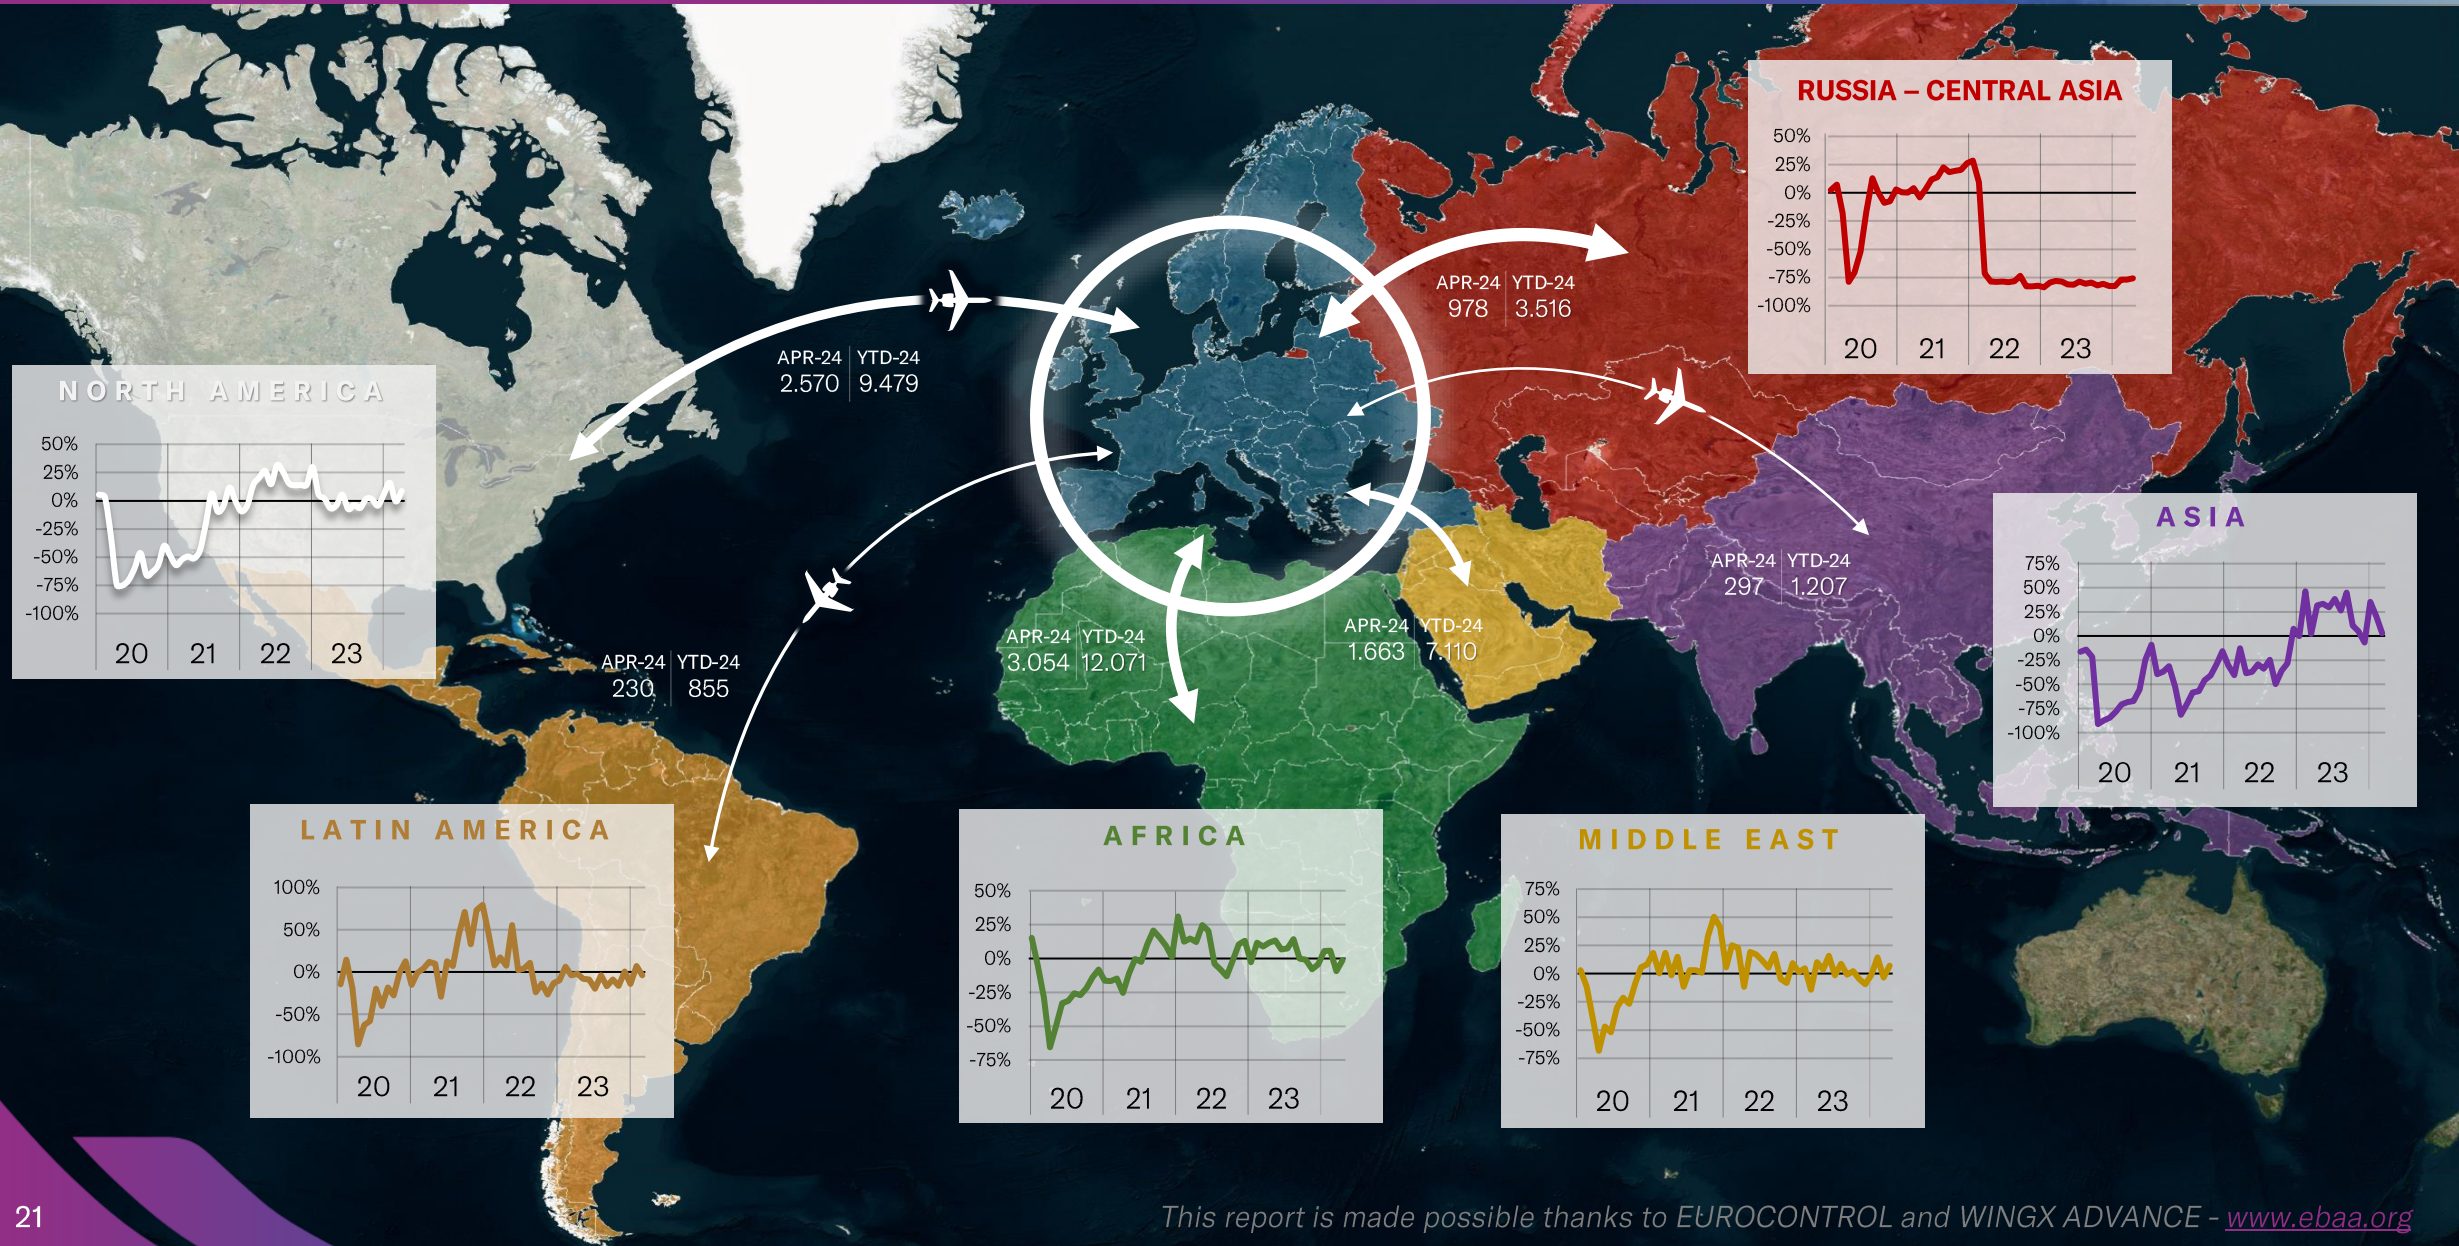 RUSSIA – CENTRAL ASIA
50%
25%
0%
-25%
-50%
-75%
-100%
20 21 22 23
APR-24 YTD-24
978 3.516
APR-24 YTD-24
2.570 9.479
NORTH AMERICA
50%
25%
0%
-25%
-50%
-75%
-100%
20 21 22 23
ASIA
75%
50%
25%
0%
-25%
-50%
-75%
-100%
20 21 22 23
APR-24 YTD-24
297 1.207
APR-24 YTD-24
3.054 12.071
APR-24 YTD-24
1.663 7.110
APR-24 YTD-24
230 855
LATIN AMERICA
100%
50%
0%
-50%
-100%
20 21 22 23
AFRICA
50%
25%
0%
-25%
-50%
-75%
20 21 22 23
MIDDLE EAST
75%
50%
25%
0%
-25%
-50%
-75%
20 21 22 23
21
This report is made possible thanks to EUROCONTROL and WINGX ADVANCE - www.ebaa.org